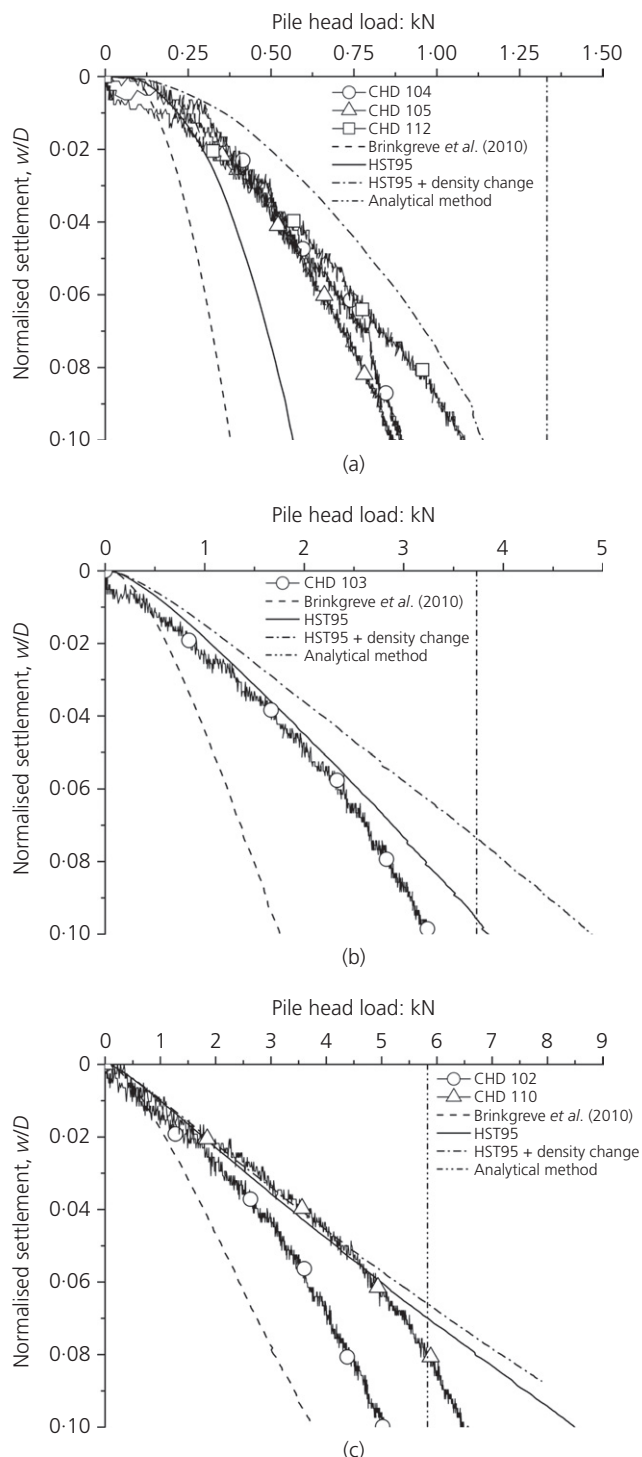 Pile head load: kN
0 0·25 0·50 0·75 1·00 1·25 1·50
0
0·02
0·04
0·06
0·08
0·10
Normalised settlement, w/D
CHD 104
CHD 105
CHD 112
Brinkgreve et al. (2010)
HST95
HST95 + density change
Analytical method
(a)
Pile head load: kN
0 1 2 3 4 5
0
0·02
0·04
0·06
0·08
0·10
Normalised settlement, w/D
CHD 103
Brinkgreve et al. (2010)
HST95
HST95 + density change
Analytical method
(b)
Pile head load: kN
0 1 2 3 4 5 6 7 8 9
0
0·02
0·04
0·06
0·08
0·10
Normalised settlement, w/D
CHD 102
CHD 110
Brinkgreve et al. (2010)
HST95
HST95 + density change
Analytical method
(c)